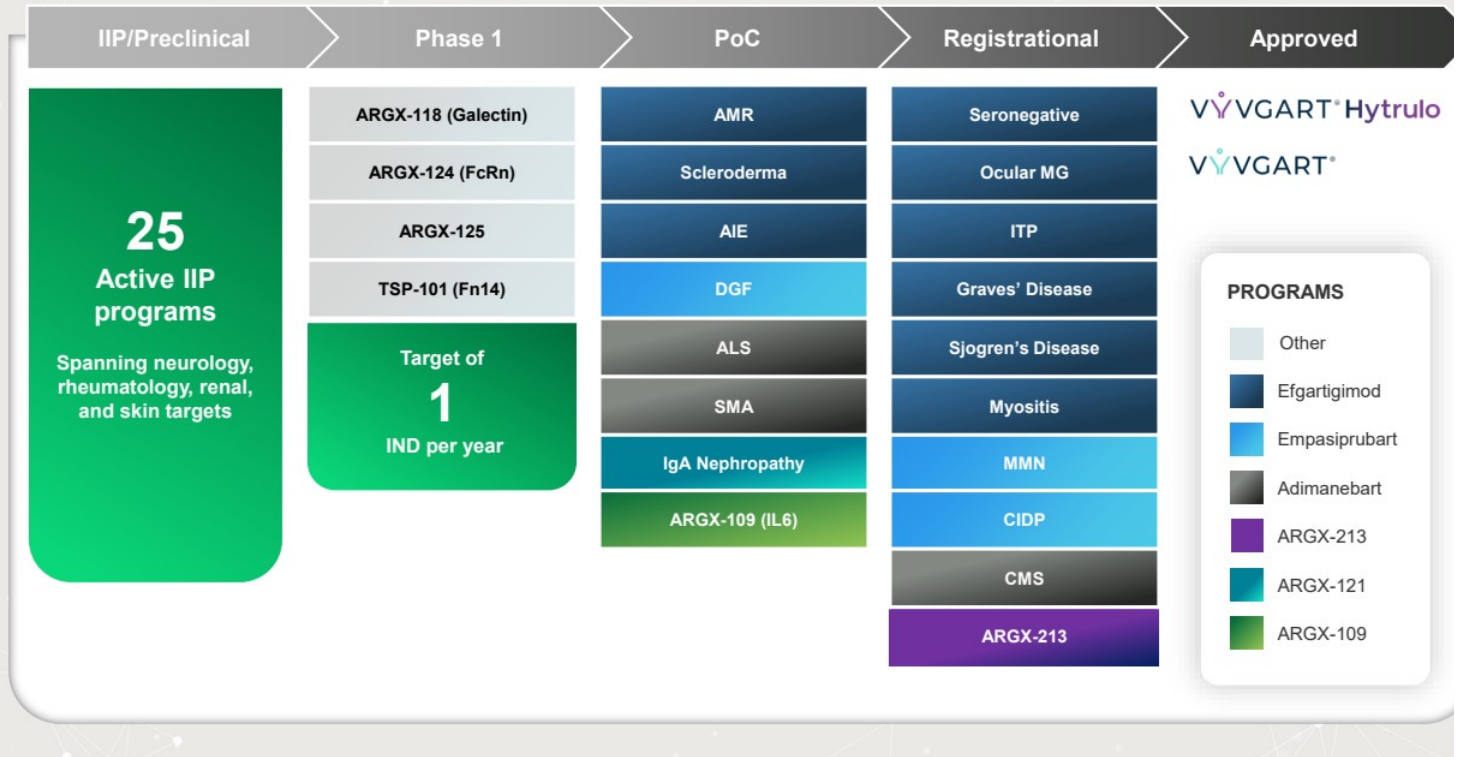 IIP/Preclinical
Phase 1
PoC
Registrational
Approved
25
Active IIP
programs
Spanning neurology,
rheumatology, renal,
and skin targets
ARGX-118 (Galectin)
ARGX-124 (FcRn)
ARGX-125
TSP-101 (Fn14)
Target of
1
IND per year
AMR
Scleroderma
AIE
DGF
ALS
SMA
IgA Nephropathy
ARGX-109 (IL6)
Seronegative
Ocular MG
ITP
Graves’ Disease
Sjogren’s Disease
Myositis
MMN
CIDP
CMS
ARGX-213
VYVGART® Hytrulo
VYVGART®
PROGRAMS
Other
Efgartigimod
Empasiprubart
Adimanebart
ARGX-213
ARGX-121
ARGX-109